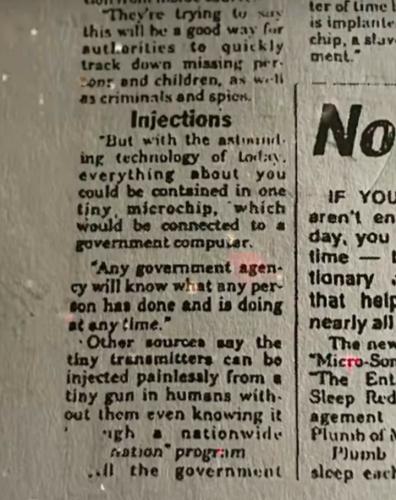 "They're trying to say
this will be a good way for
authorities to quickly
track down missing per-
sons and children, as well
as criminals and spies.
Injections
"But with the astound-
ing technology of today,
everything about you
could be contained in one
tiny microchip, which
would be connected to a
government computer.
"Any government agen-
cy will know what any per-
son has done and is doing
at any time."
Other sources say the
tiny transmitters can be
injected painlessly from a
tiny gun in humans with-
out them even knowing it
a nationwide
program
the government
ter of time
is implante
chip, a slav
ment."
No
IF YOU
aren't en
day, you
time —
tionary
that help
nearly all
The new
"Micro-Son
"The Ent
Sleep Red
agement
Plumb of M
Plumb
sleep each